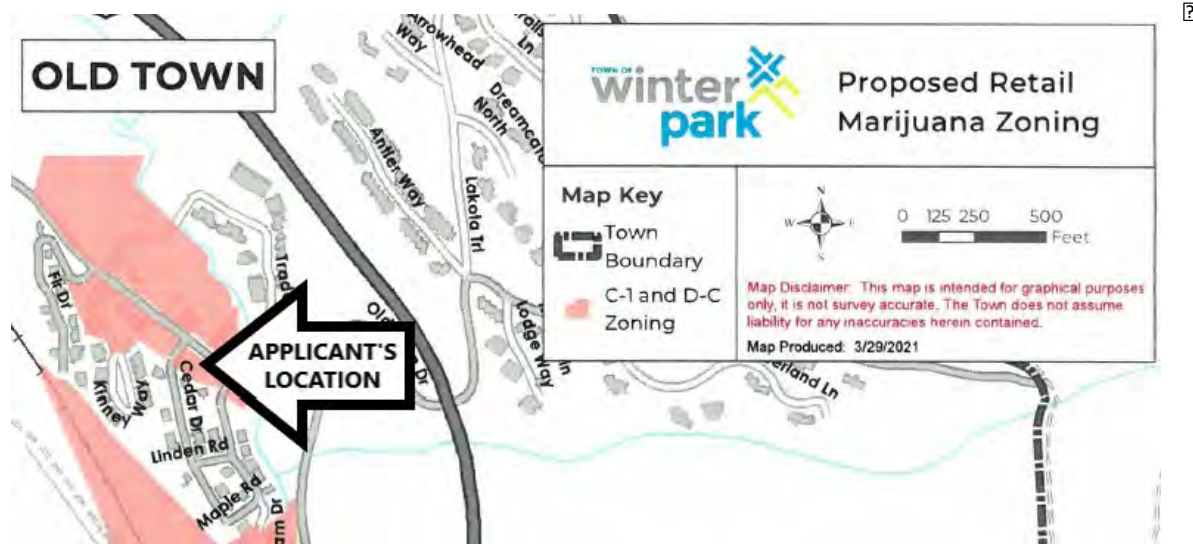 OLD TOWN
TOWN OF
winter
park
Proposed Retail
Marijuana Zoning
Map Key
Town
Boundary
C-1 and D-C
Zoning
N
W
E
S
0 125 250 500
Feet
Map Disclaimer: This map is intended for graphical purposes
only, it is not survey accurate. The Town does not assume
liability for any inaccuracies herein contained.
Map Produced: 3/29/2021
Arrowhead
Way
Ln
North
Antler Way
Lakota Trl
Lodge Way
Fir Dr
Kinney
Way
Cedar Dr
Linden Rd
Maple Rd
Dr
APPLICANT'S
LOCATION